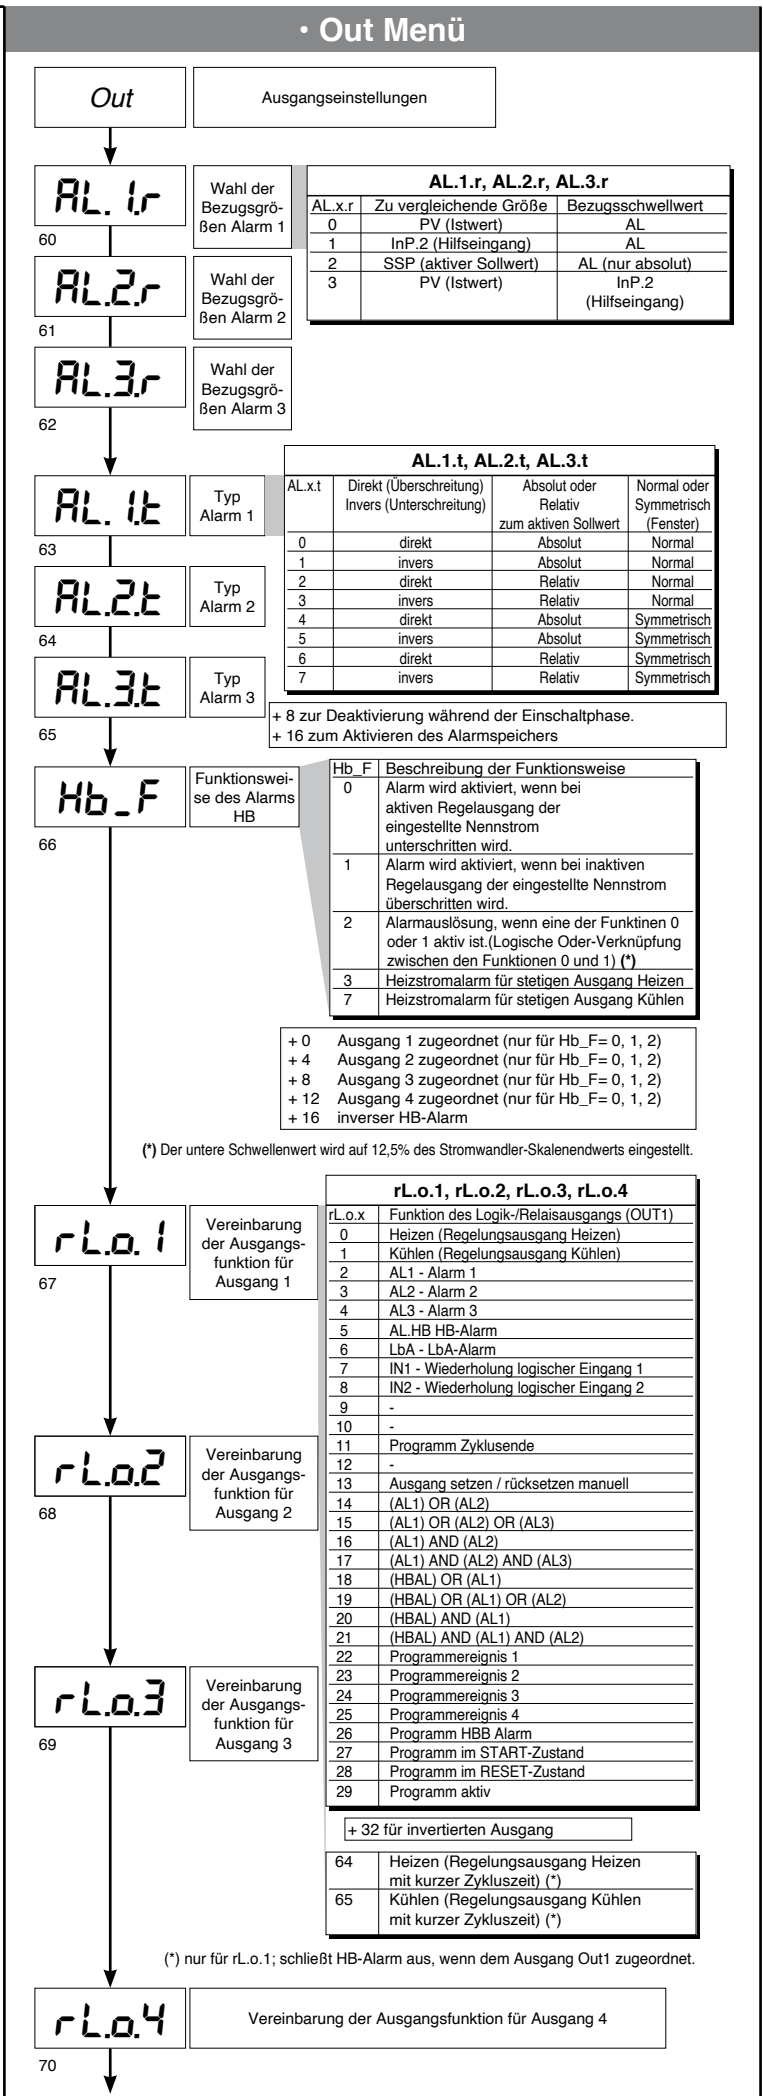 · Out Menü
Out
Ausgangseinstellungen
AL.1.r
60
Wahl der
Bezugsgrö-
ßen Alarm 1
AL.1.r, AL.2.r, AL.3.r
AL.x.r Zu vergleichende Größe Bezugsschwellwert
0 PV (Istwert) AL
1 InP.2 (Hilfseingang) AL
2 SSP (aktiver Sollwert) AL (nur absolut)
3 PV (Istwert) InP.2
(Hilfseingang)
AL.2.r
61
Wahl der
Bezugsgrö-
ßen Alarm 2
AL.3.r
62
Wahl der
Bezugsgrö-
ßen Alarm 3
AL.1.t
63
Typ
Alarm 1
AL.1.t, AL.2.t, AL.3.t
AL.x.t Direkt (Überschreitung) Absolut oder Normal oder
Invers (Unterschreitung) Relativ Symmetrisch
zum aktiven Sollwert (Fenster)
0 direkt Absolut Normal
1 invers Absolut Normal
2 direkt Relativ Normal
3 invers Relativ Normal
4 direkt Absolut Symmetrisch
5 invers Absolut Symmetrisch
6 direkt Relativ Symmetrisch
7 invers Relativ Symmetrisch
AL.2.t
64
Typ
Alarm 2
AL.3.t
65
Typ
Alarm 3
+ 8 zur Deaktivierung während der Einschaltphase.
+ 16 zum Aktivieren des Alarmspeichers
Hb_F
66
Funktionswei-
se des Alarms
HB
Hb_F Beschreibung der Funktionsweise
0 Alarm wird aktiviert, wenn bei
aktiven Regelausgang der
eingestellte Nennstrom
unterschritten wird.
1 Alarm wird aktiviert, wenn bei inaktiven
Regelausgang der eingestellte Nennstrom
überschritten wird.
2 Alarmauslösung, wenn eine der Funktinen 0
oder 1 aktiv ist.(Logische Oder-Verknüpfung
zwischen den Funktionen 0 und 1) (*)
3 Heizstromalarm für stetigen Ausgang Heizen
7 Heizstromalarm für stetigen Ausgang Kühlen
+ 0 Ausgang 1 zugeordnet (nur für Hb_F= 0, 1, 2)
+ 4 Ausgang 2 zugeordnet (nur für Hb_F= 0, 1, 2)
+ 8 Ausgang 3 zugeordnet (nur für Hb_F= 0, 1, 2)
+ 12 Ausgang 4 zugeordnet (nur für Hb_F= 0, 1, 2)
+ 16 inverser HB-Alarm
(*) Der untere Schwellenwert wird auf 12,5% des Stromwandler-Skalenendwerts eingestellt.
rL.o.1
67
Vereinbarung
der Ausgangs-
funktion für
Ausgang 1
rL.o.1, rL.o.2, rL.o.3, rL.o.4
rL.o.x Funktion des Logik-/Relaisausgangs (OUT1)
0 Heizen (Regelungsausgang Heizen)
1 Kühlen (Regelungsausgang Kühlen)
2 AL1 - Alarm 1
3 AL2 - Alarm 2
4 AL3 - Alarm 3
5 AL.HB HB-Alarm
6 LbA - LbA-Alarm
7 IN1 - Wiederholung logischer Eingang 1
8 IN2 - Wiederholung logischer Eingang 2
9 -
10 -
11 Programm Zyklusende
12 -
13 Ausgang setzen / rücksetzen manuell
14 (AL1) OR (AL2)
15 (AL1) OR (AL2) OR (AL3)
16 (AL1) AND (AL2)
17 (AL1) AND (AL2) AND (AL3)
18 (HBAL) OR (AL1)
19 (HBAL) OR (AL1) OR (AL2)
20 (HBAL) AND (AL1)
21 (HBAL) AND (AL1) AND (AL2)
22 Programmereignis 1
23 Programmereignis 2
24 Programmereignis 3
25 Programmereignis 4
26 Programm HBB Alarm
27 Programm im START-Zustand
28 Programm im RESET-Zustand
29 Programm aktiv
rL.o.2
68
Vereinbarung
der Ausgangs-
funktion für
Ausgang 2
rL.o.3
69
Vereinbarung
der Ausgangs-
funktion für
Ausgang 3
+ 32 für invertierten Ausgang
64 Heizen (Regelungsausgang Heizen
mit kurzer Zykluszeit) (*)
65 Kühlen (Regelungsausgang Kühlen
mit kurzer Zykluszeit) (*)
(*) nur für rL.o.1; schließt HB-Alarm aus, wenn dem Ausgang Out1 zugeordnet.
rL.o.4
70
Vereinbarung der Ausgangsfunktion für Ausgang 4